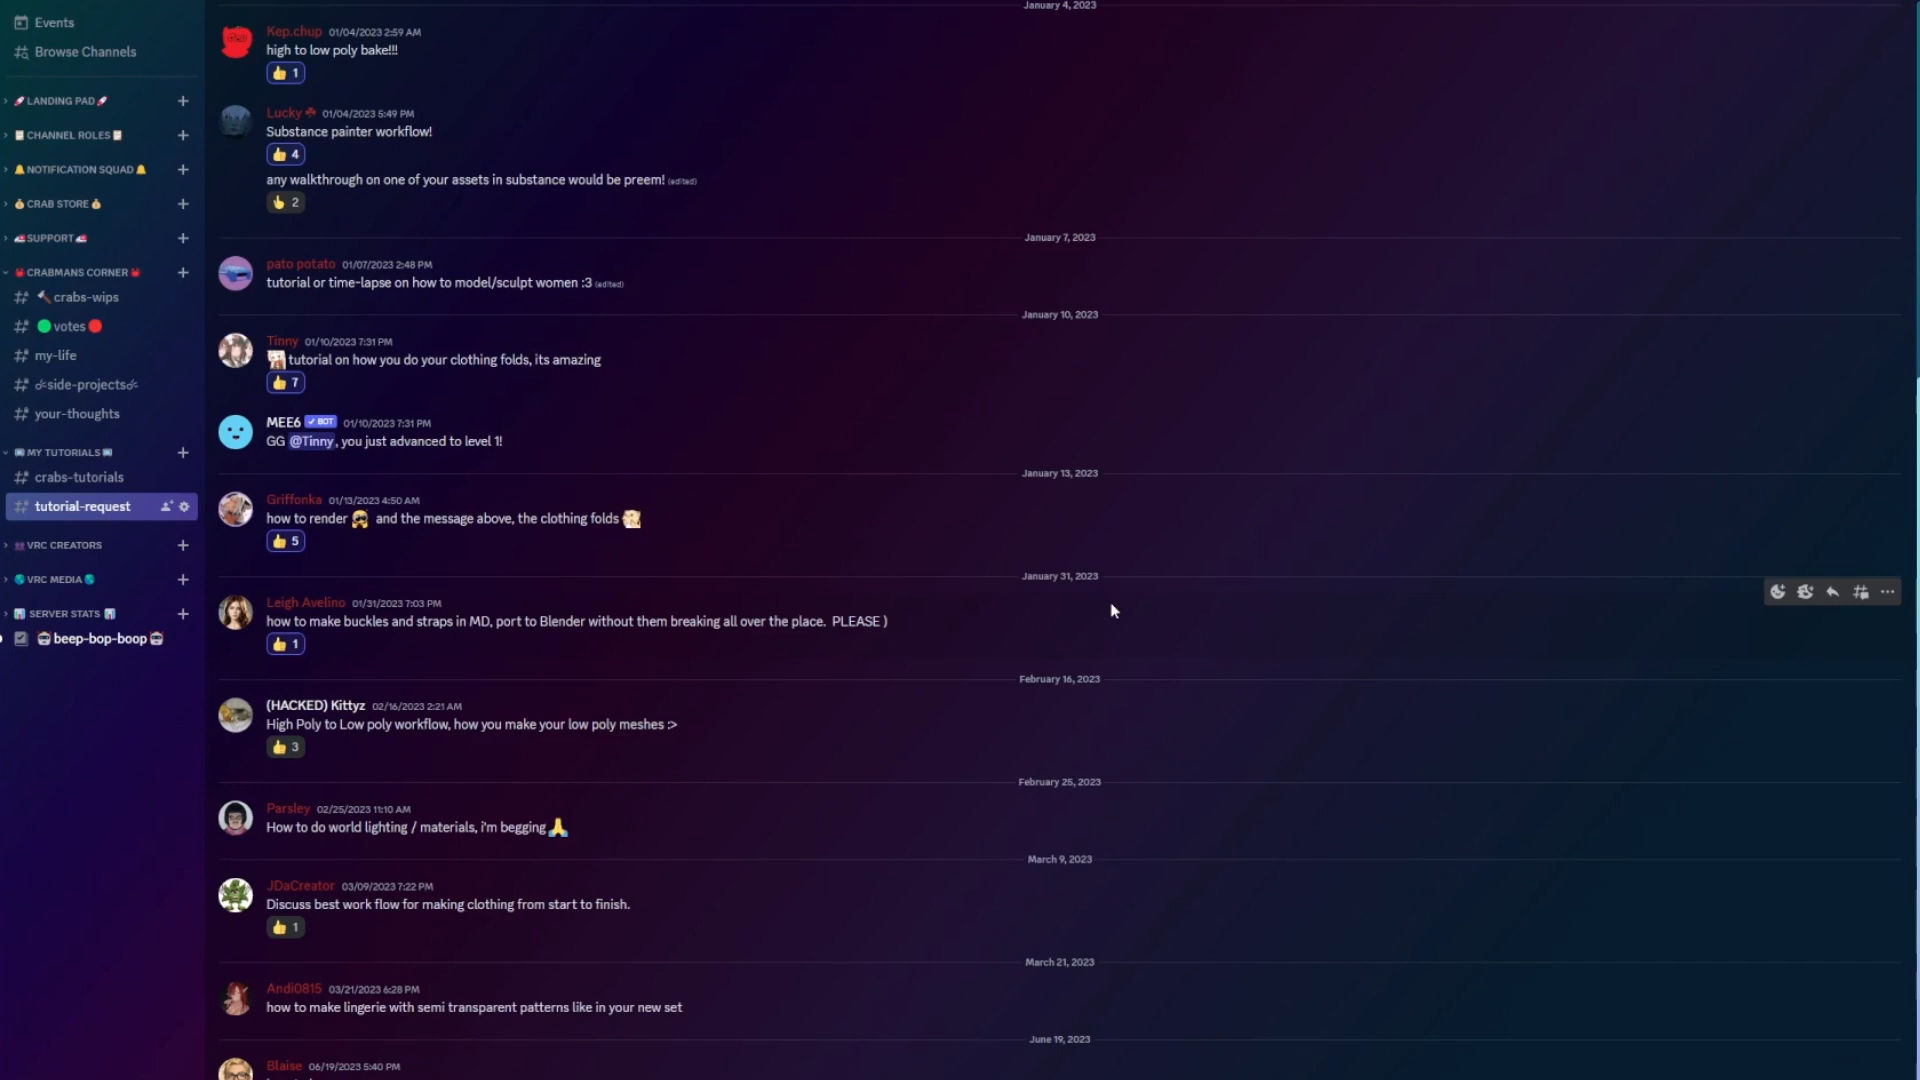 Events
Browse Channels
🚀LANDING PAD🚀
📋CHANNEL ROLES📋
🔔NOTIFICATION SQUAD🔔
💰CRAB STORE💰
SUPPORT
CRABMANS CORNER
🔨crabs-wips
🟢votes🔴
my-life
side-projects
your-thoughts
MY TUTORIALS
crabs-tutorials
tutorial-request
VRC CREATORS
🌎VRC MEDIA🌎
📊SERVER STATS📊
beep-bop-boop
January 4, 2023
Kep.chup 01/04/2023 2:59 AM
high to low poly bake!!!
👍 1
Lucky 01/04/2023 5:49 PM
Substance painter workflow!
👍 4
any walkthrough on one of your assets in substance would be preem! (edited)
👆 2
January 7, 2023
pato potato 01/07/2023 2:48 PM
tutorial or time-lapse on how to model/sculpt women :3 (edited)
January 10, 2023
Tinny 01/10/2023 7:31 PM
tutorial on how you do your clothing folds, its amazing
👍 7
MEE6 ✓ BOT 01/10/2023 7:31 PM
GG @Tinny, you just advanced to level 1!
January 13, 2023
Griffonka 01/13/2023 4:50 AM
how to render and the message above, the clothing folds
👍 5
January 31, 2023
Leigh Avelino 01/31/2023 7:03 PM
how to make buckles and straps in MD, port to Blender without them breaking all over the place. PLEASE )
👍 1
February 16, 2023
(HACKED) Kittyz 02/16/2023 2:21 AM
High Poly to Low poly workflow, how you make your low poly meshes :>
👍 3
February 25, 2023
Parsley 02/25/2023 11:10 AM
How to do world lighting / materials, i'm begging 🙏
March 9, 2023
JDaCreator 03/09/2023 7:22 PM
Discuss best work flow for making clothing from start to finish.
👍 1
March 21, 2023
Andi0815 03/21/2023 6:28 PM
how to make lingerie with semi transparent patterns like in your new set
June 19, 2023
Blaise 06/19/2023 5:40 PM